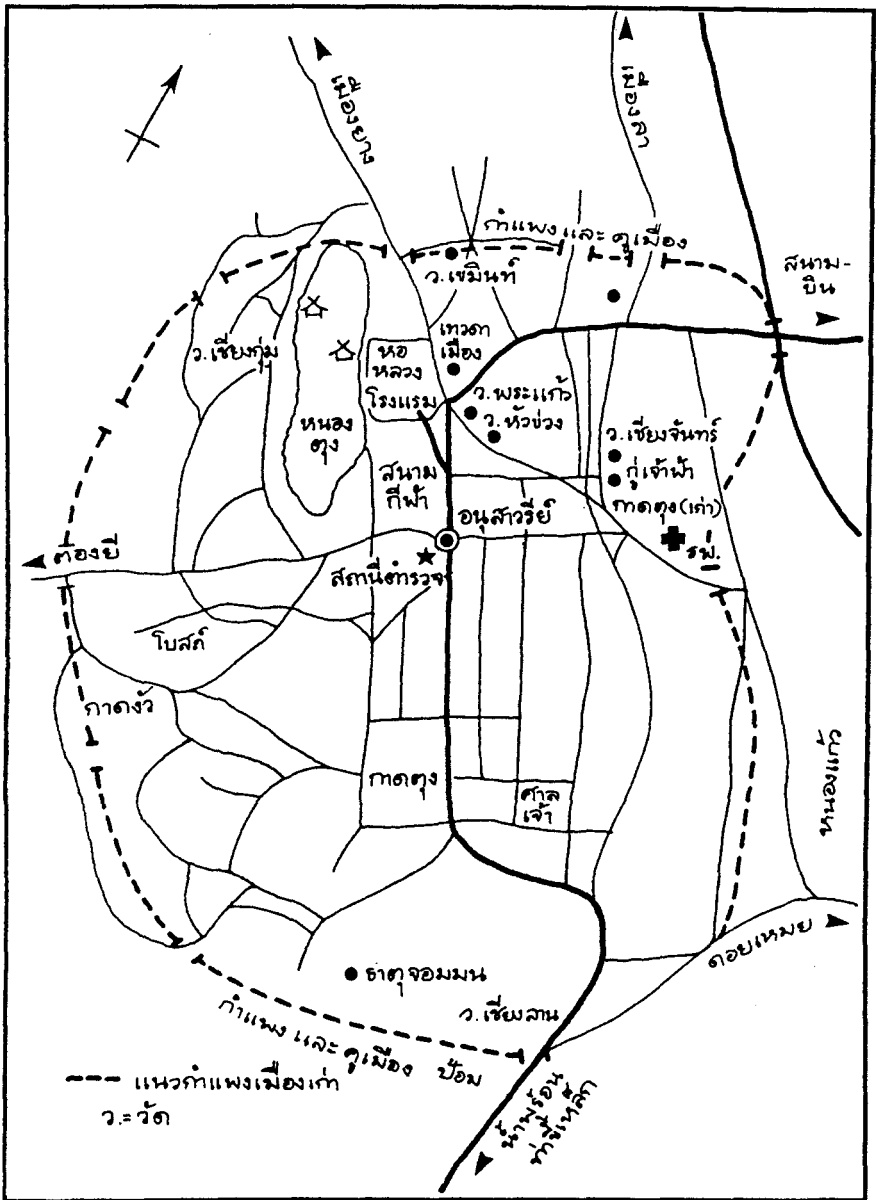 เมืองยาง
เมืองลา
กำแพง และ คูเมือง
ว.เขมินท์
สนาม-
บิน
ว.เชียงกุ่ม
หอ
หลวง
โรงแรม
เทวดา
เมือง
ว.พระแก้ว
ว.หัวข่วง
หนอง
ตุง
สนาม
กีฬา
ว.เชียงจันทร์
กู่เจ้าฟ้า
กาดตุง(เก่า)
รพ.
อนุสาวรีย์
ตองยี
สถานีตำรวจ
โบสถ์
กาดงัว
กาดตุง
ศาล
เจ้า
หนองแก้ว
ดอยเหมย
ธาตุจอมมน
ว.เชียงลาน
กำแพง และ คูเมือง ป้อม
แนวกำแพงเมืองเก่า
ว.=วัด
น้ำพุร้อน
ท่าขี้เหล็ก